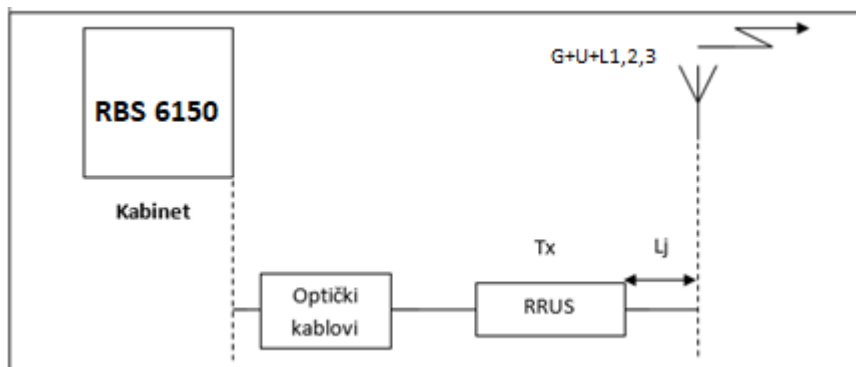 RBS 6150
Kabinet
G+U+L1,2,3
Tx
Lj
Optički
kablovi
RRUS